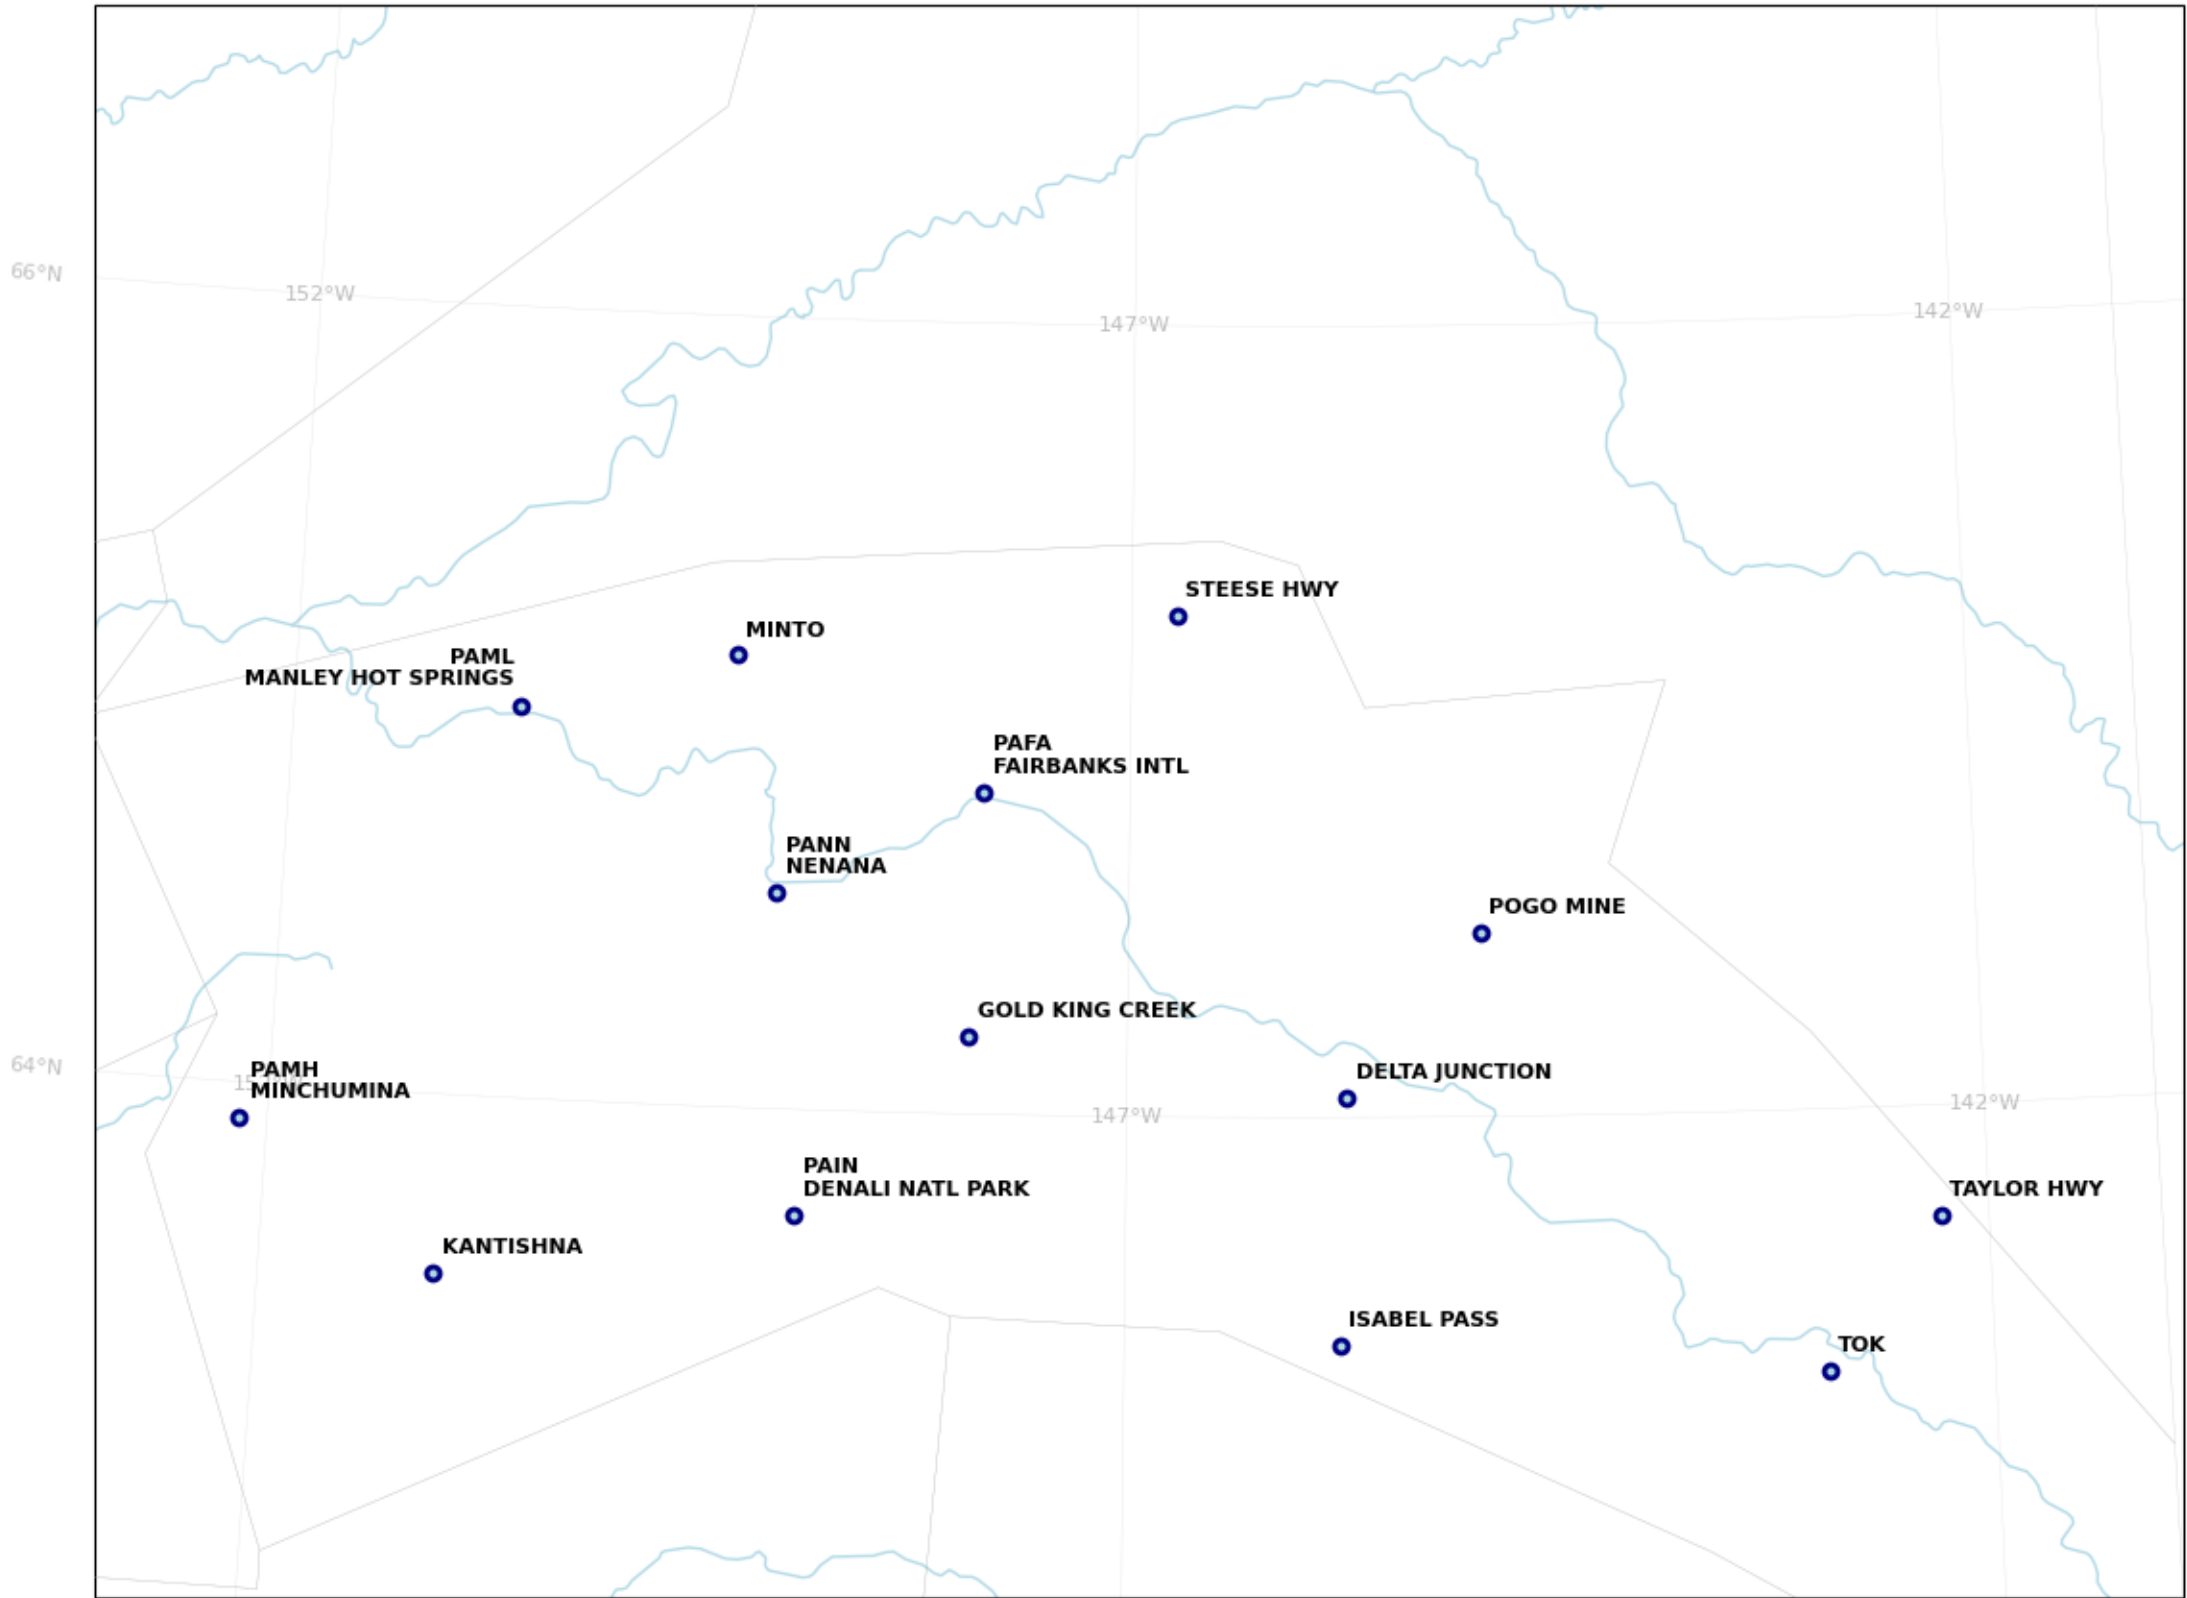 66°N
152°W
147°W
142°W
STEESE HWY
MINTO
PAML
MANLEY HOT SPRINGS
PAFA
FAIRBANKS INTL
PANN
NENANA
POGO MINE
GOLD KING CREEK
64°N
PAMH
MINCHUMINA
DELTA JUNCTION
147°W
142°W
PAIN
DENALI NATL PARK
TAYLOR HWY
KANTISHNA
ISABEL PASS
TOK